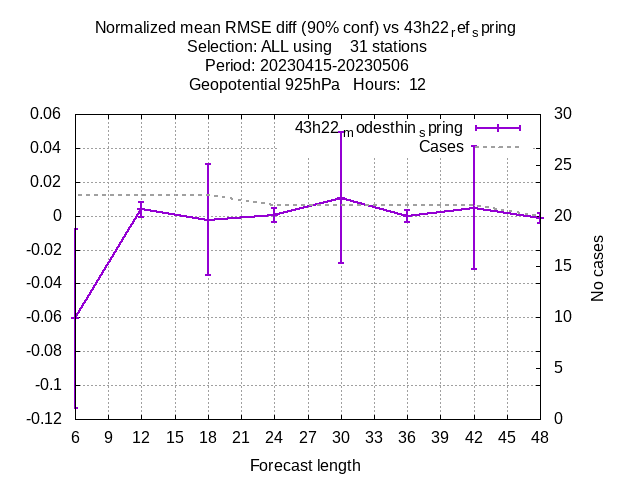 Normalized mean RMSE diff (90% conf) vs 43h22refspring
Selection: ALL using 31 stations
Period: 20230415-20230506
Geopotential 925hPa Hours: 12
43h22modesthinspring
Cases
0.06
0.04
0.02
0
-0.02
-0.04
-0.06
-0.08
-0.1
-0.12
30
25
20
15
10
5
0
No cases
6 9 12 15 18 21 24 27 30 33 36 39 42 45 48
Forecast length